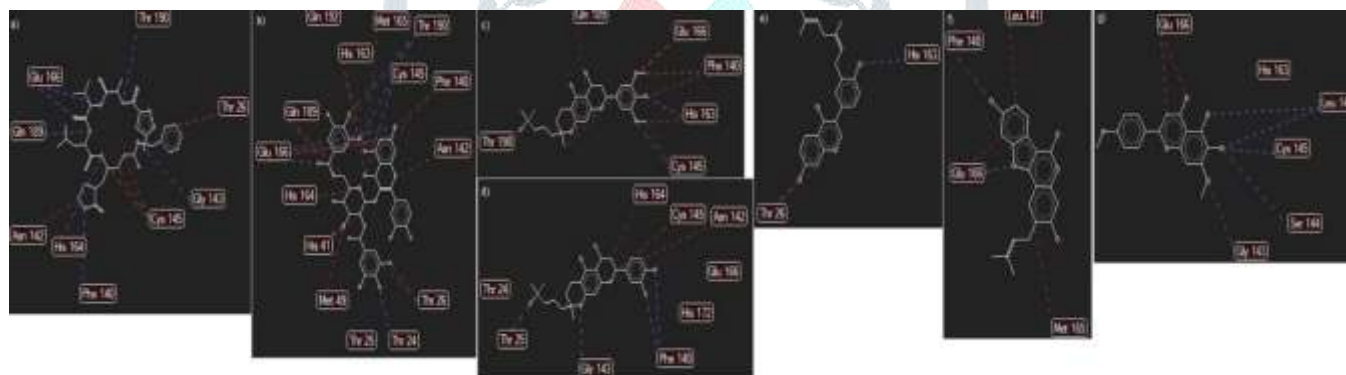 a)
Thr 190
Glu 166
Thr 26
Gln 189
Gly 143
Cys 145
Asn 142
His 164
Phe 140
b)
Gln 192
Met 165
Thr 190
His 163
Cys 145
Phe 140
Gln 189
Asn 142
Glu 166
His 164
His 41
Met 49
Thr 26
Thr 25
Thr 24
c)
Gln 189
Glu 166
Phe 140
His 163
Thr 190
Cys 145
d)
His 164
Cys 145
Asn 142
Glu 166
Thr 24
His 172
Thr 25
Phe 140
Gly 143
e)
His 163
Thr 26
f)
Leu 141
Phe 140
Glu 166
Met 165
g)
Glu 166
His 163
Cys 145
Ser 144
Gly 143